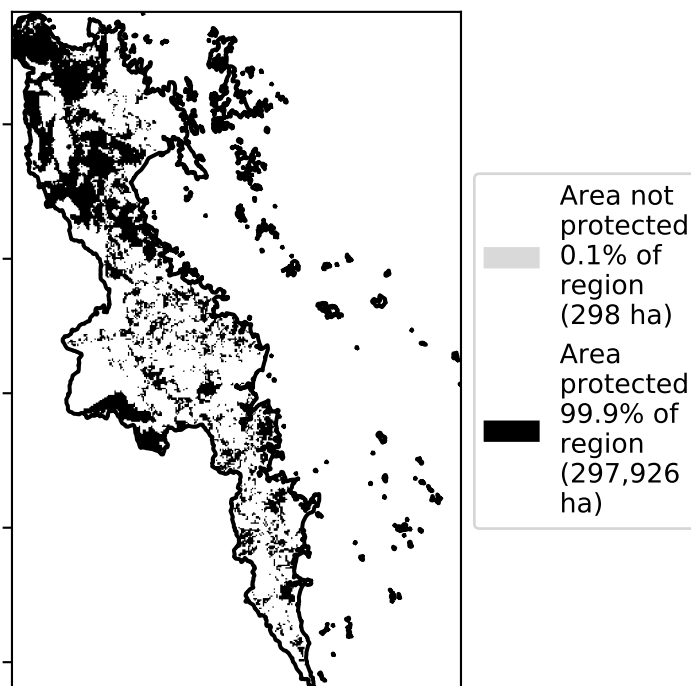 Area not
protected
0.1% of
region
(298 ha)
Area
protected
99.9% of
region
(297,926
ha)